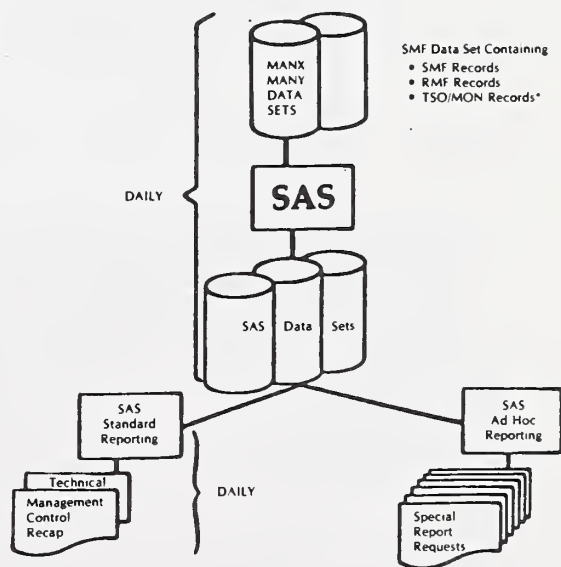 MANX
MANY
DATA
SETS
SMF Data Set Containing
• SMF Records
• RMF Records
• TSO/MON Records*
DAILY
SAS
SAS Data Sets
SAS
Standard
Reporting
SAS
Ad Hoc
Reporting
Technical
Management
Control
Recap
DAILY
Special
Report
Requests